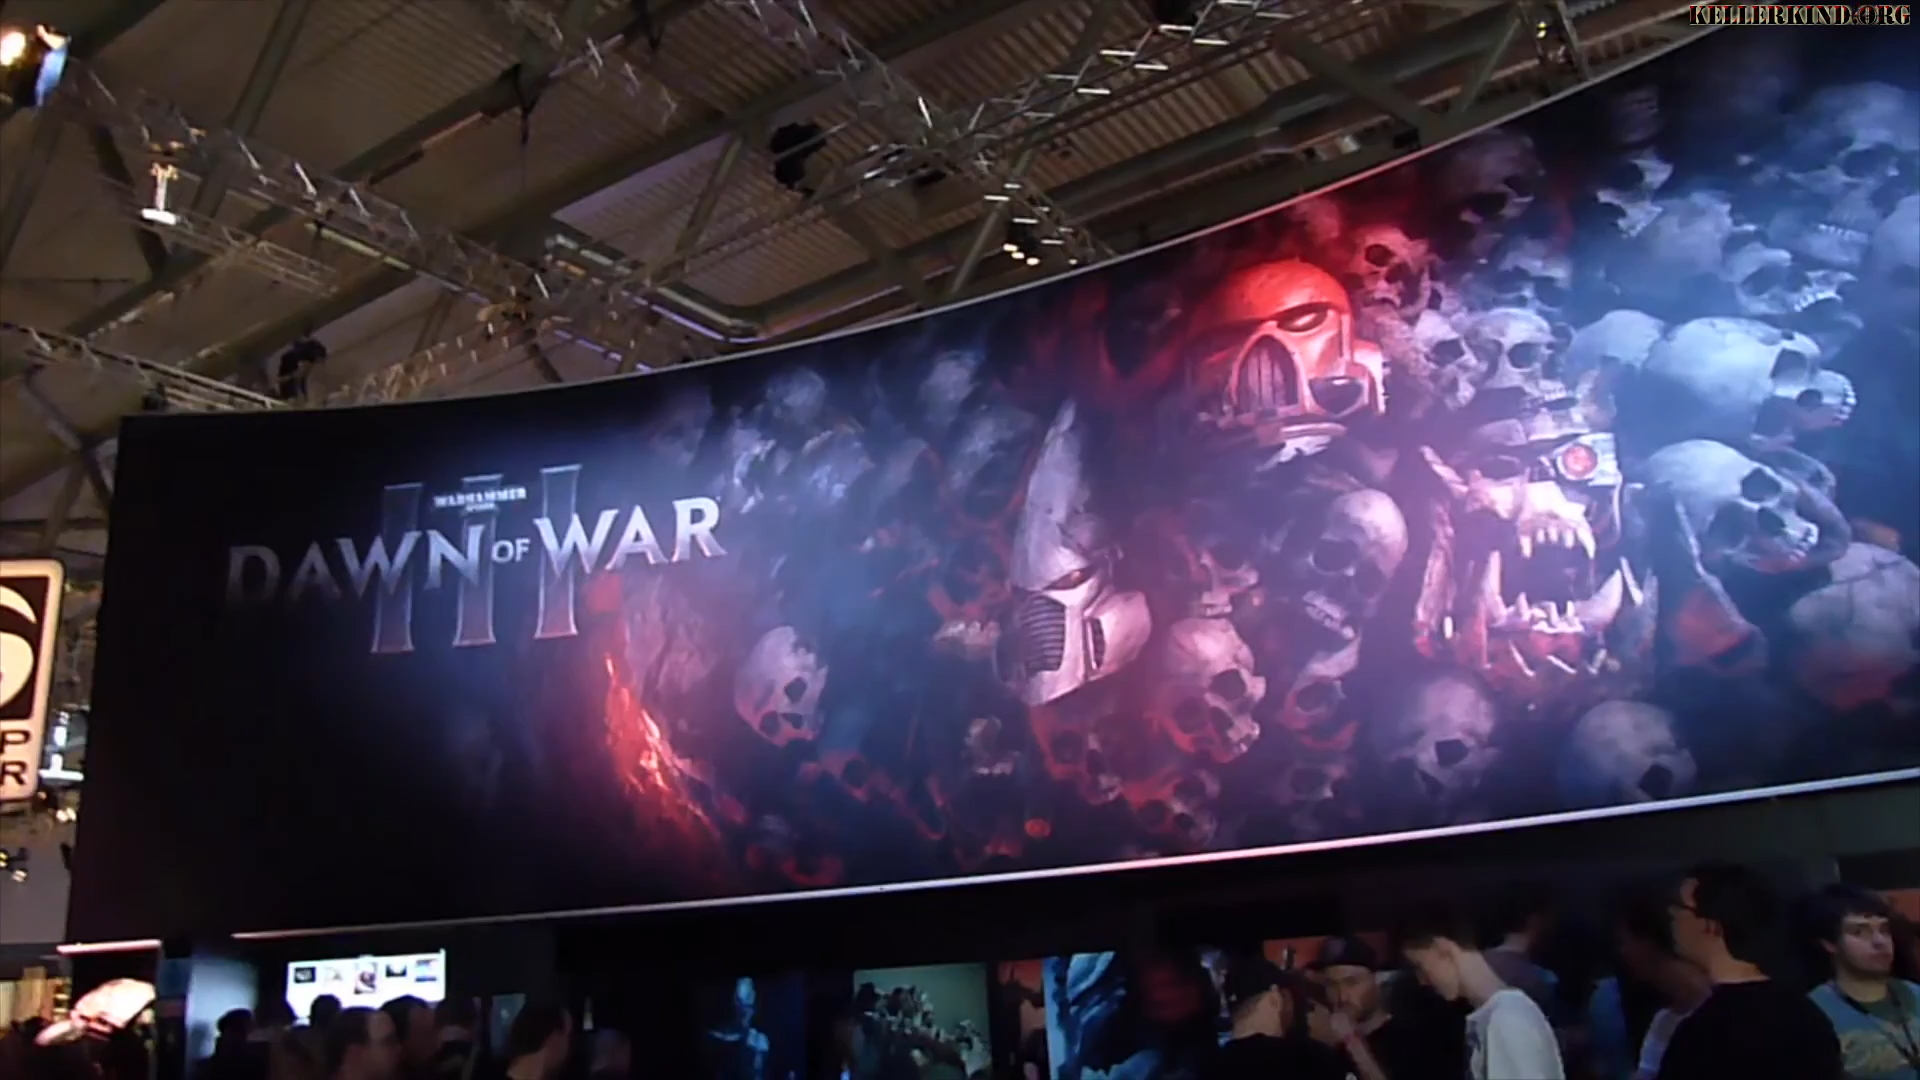 KELLERKIND.ORG
WARHAMMER
DAWN OF WAR
III
P
R